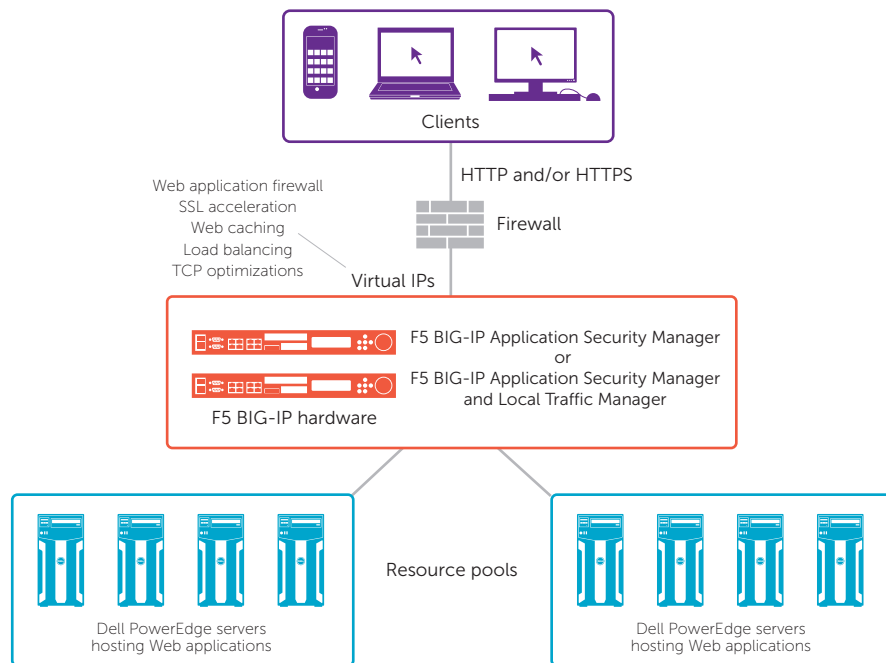 Clients
HTTP and/or HTTPS
Firewall
Web application firewall
SSL acceleration
Web caching
Load balancing
TCP optimizations
Virtual IPs
F5 BIG-IP Application Security Manager
or
F5 BIG-IP Application Security Manager
and Local Traffic Manager
F5 BIG-IP hardware
Resource pools
Dell PowerEdge servers
hosting Web applications
Dell PowerEdge servers
hosting Web applications